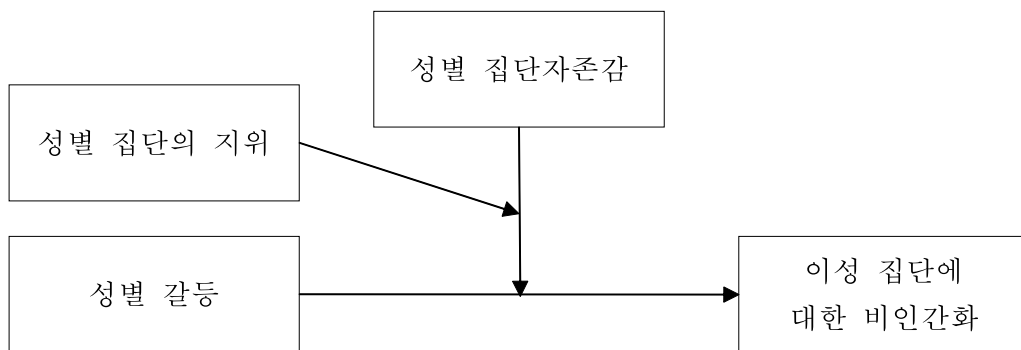 성별 집단자존감
성별 집단의 지위
성별 갈등
이성 집단에
대한 비인간화